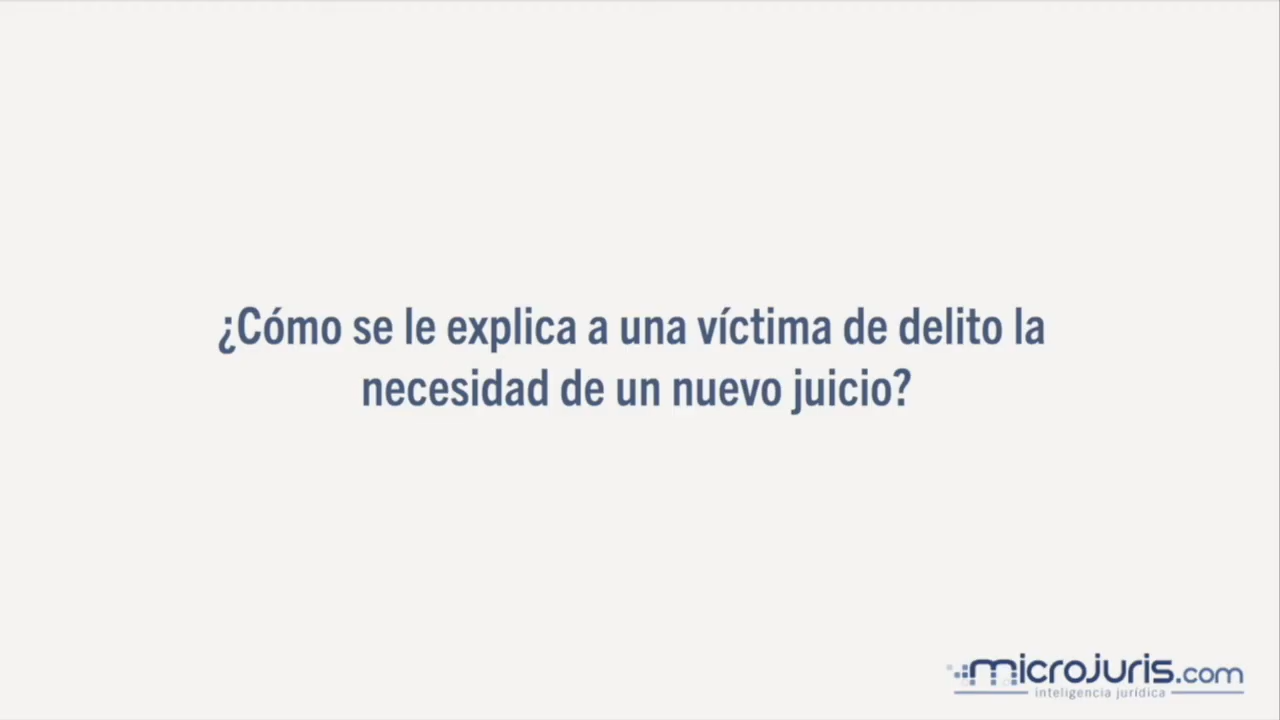 ¿Cómo se le explica a una víctima de delito la
necesidad de un nuevo juicio?
microjuris.com
inteligencia jurídica